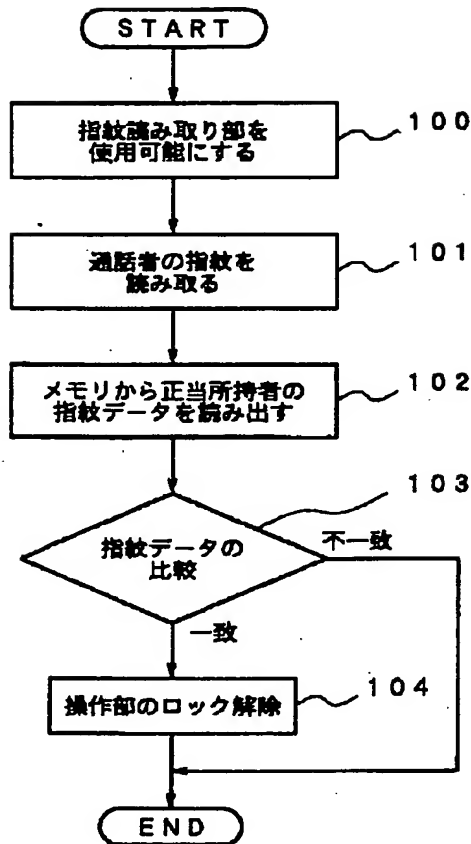 START
指紋読み取り部を
使用可能にする
100
通話者の指紋を
読み取る
101
メモリから正当所持者の
指紋データを読み出す
102
103
指紋データの
比較
不一致
一致
操作部のロック解除
104
END